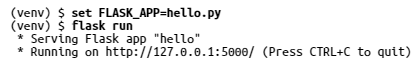 (venv) $ set FLASK_APP=hello.py
(venv) $ flask run
 * Serving Flask app "hello"
 * Running on http://127.0.0.1:5000/ (Press CTRL+C to quit)